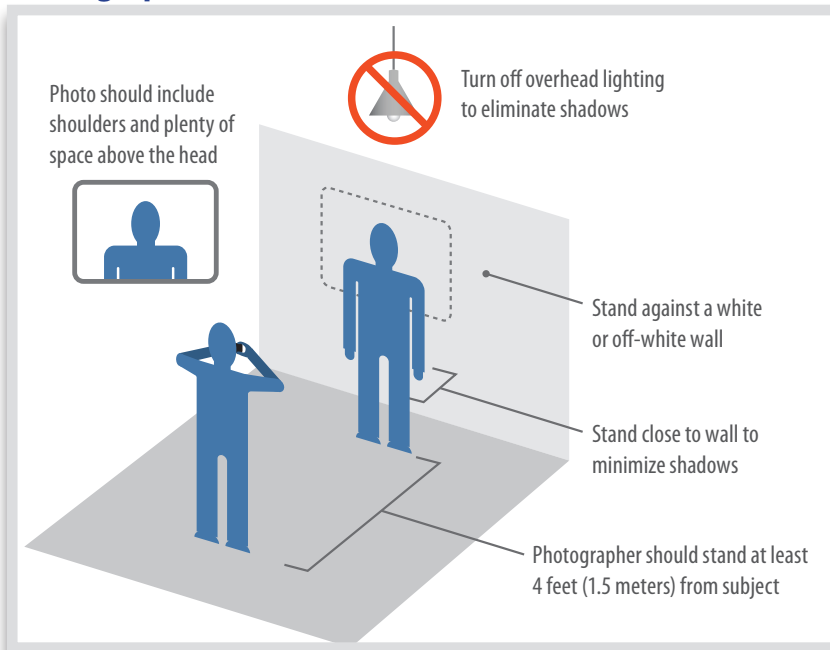 Photo should include
shoulders and plenty of
space above the head
Turn off overhead lighting
to eliminate shadows
Stand against a white
or off-white wall
Stand close to wall to
minimize shadows
Photographer should stand at least
4 feet (1.5 meters) from subject